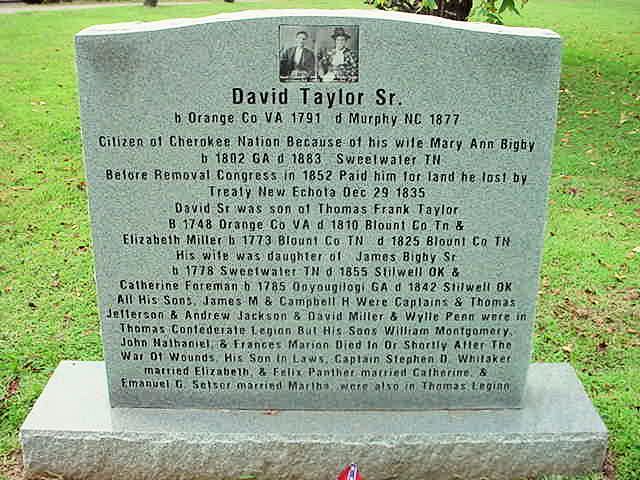 David Taylor Sr.
b Orange Co VA 1791 d Murphy NC 1877
Citizen of Cherokee Nation Because of his wife Mary Ann Bigby
b 1802 GA d 1883 Sweetwater TN
Before Removal Congress in 1852 Paid him for land he lost by
Treaty New Echota Dec 29 1835
David Sr was son of Thomas Frank Taylor
B 1748 Orange Co VA d 1810 Blount Co Tn &
Elizabeth Miller b 1773 Blount Co TN d 1825 Blount Co TN
His wife was daughter of James Bigby Sr
b 1778 Sweetwater TN d 1855 Stilwell OK &
Catherine Foreman b 1785 Ooyougilogi GA d 1842 Stilwell OK
All His Sons, James M & Campbell H Were Captains & Thomas
Jefferson & Andrew Jackson & David Miller & Wylie Penn were in
Thomas Confederate Legion But His Sons William Montgomery,
John Nathaniel, & Frances Marion Died In Or Shortly After The
War Of Wounds. His Son In Laws, Captain Stephen D. Whitaker
married Elizabeth, & Felix Panther married Catherine, &
Emanuel G. Setser married Martha, were also in Thomas Legion